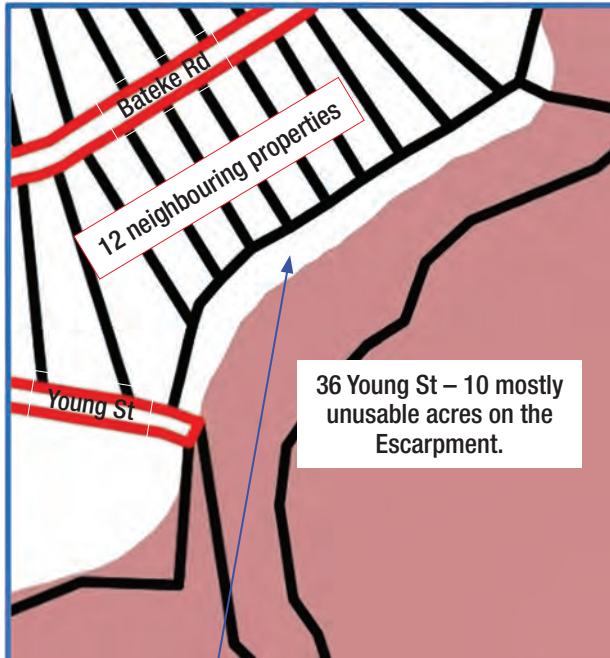 Bateke Rd
12 neighbouring properties
Young St
36 Young St – 10 mostly
unusable acres on the
Escarpment.